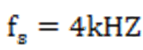 fₛ = 4kHZ